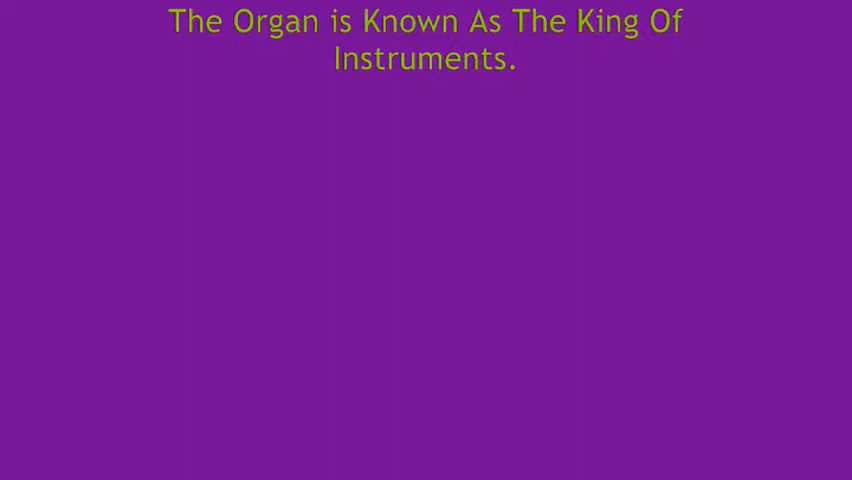 The Organ is Known As The King Of
Instruments.